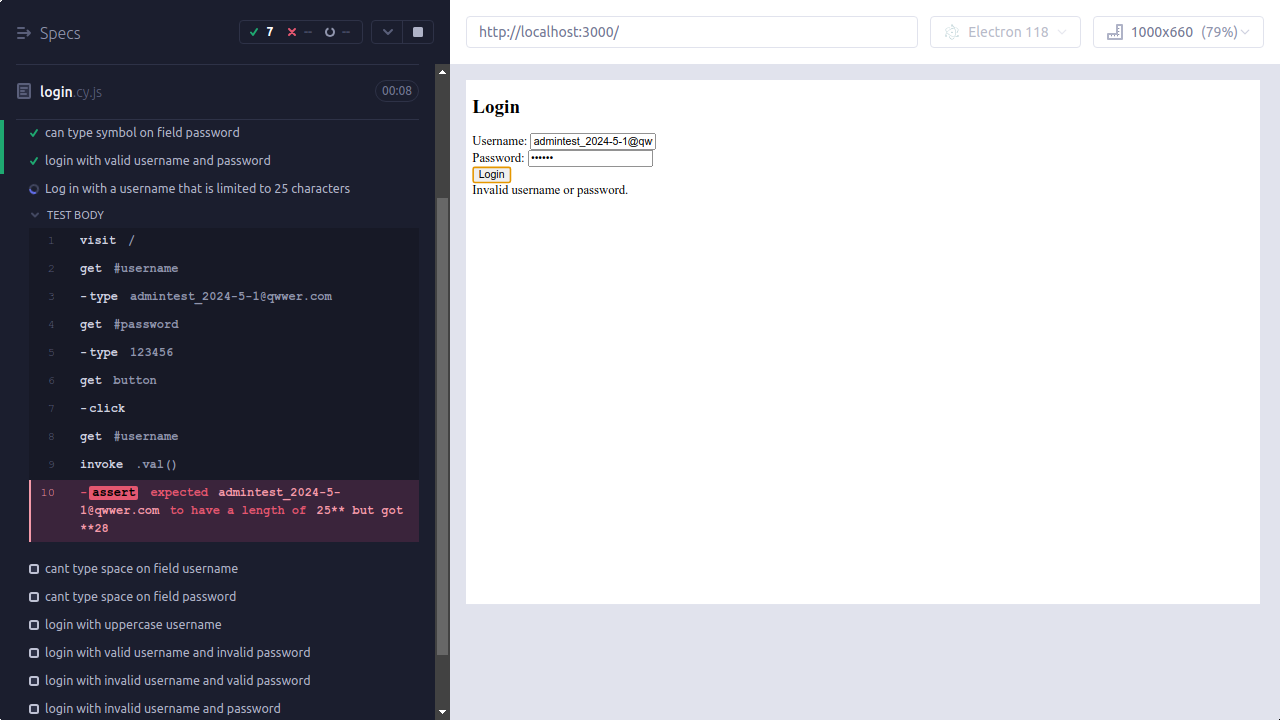 Specs
7
--
--
http://localhost:3000/
Electron 118
1000x660 (79%)
login.cy.js
00:08
can type symbol on field password
login with valid username and password
Log in with a username that is limited to 25 characters
TEST BODY
1 visit /
2 get #username
3 -type admintest_2024-5-1@qwwer.com
4 get #password
5 -type 123456
6 get button
7 -click
8 get #username
9 invoke .val()
10 -assert expected admintest_2024-5-
1@qwwer.com to have a length of 25** but got
**28
cant type space on field username
cant type space on field password
login with uppercase username
login with valid username and invalid password
login with invalid username and valid password
login with invalid username and password
Login
Username: admintest_2024-5-1@qw
Password: ••••••
Login
Invalid username or password.